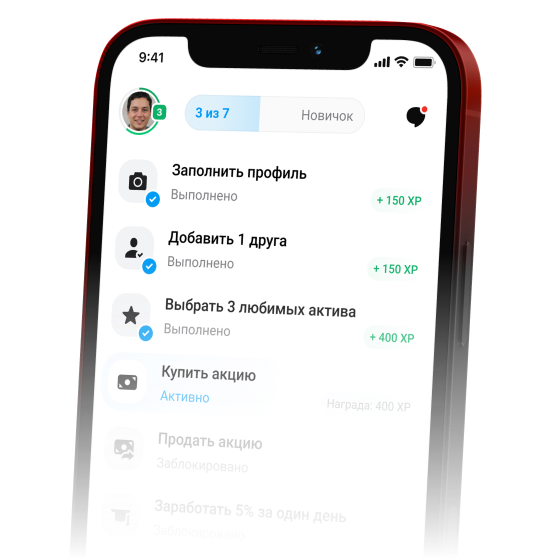 9:41
3
3 из 7
Новичок
Заполнить профиль
Выполнено
+ 150 XP
Добавить 1 друга
Выполнено
+ 150 XP
Выбрать 3 любимых актива
Выполнено
+ 400 XP
Купить акцию
Активно
Награда: 400 XP
Продать акцию
Заблокировано
Заработать 5% за один день
Заблокировано